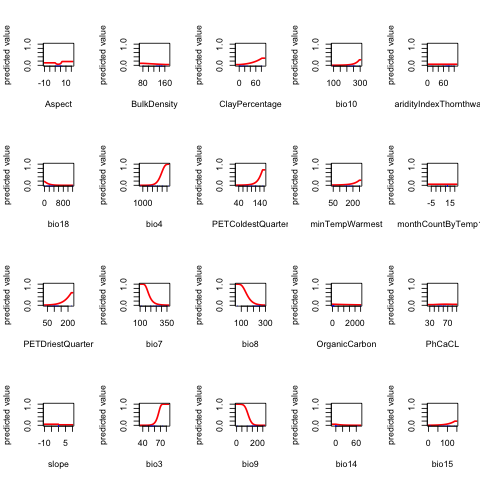 predicted value predicted value predicted value predicted value predicted value
0.0 1.0 0.0 1.0 0.0 1.0 0.0 1.0 0.0 1.0
-10 10 80 160 0 60 100 300 0 60
Aspect BulkDensity ClayPercentage bio10 aridityIndexThornthwa
predicted value predicted value predicted value predicted value predicted value
0.0 1.0 0.0 1.0 0.0 1.0 0.0 1.0 0.0 1.0
0 800 1000 40 140 50 200 -5 15
bio18 bio4 PETColdestQuarter minTempWarmest monthCountByTemp1
predicted value predicted value predicted value predicted value predicted value
0.0 1.0 0.0 1.0 0.0 1.0 0.0 1.0 0.0 1.0
50 200 100 350 100 300 0 2000 30 70
PETDriestQuarter bio7 bio8 OrganicCarbon PhCaCL
predicted value predicted value predicted value predicted value predicted value
0.0 1.0 0.0 1.0 0.0 1.0 0.0 1.0 0.0 1.0
-10 5 40 70 0 200 0 60 0 100
slope bio3 bio9 bio14 bio15